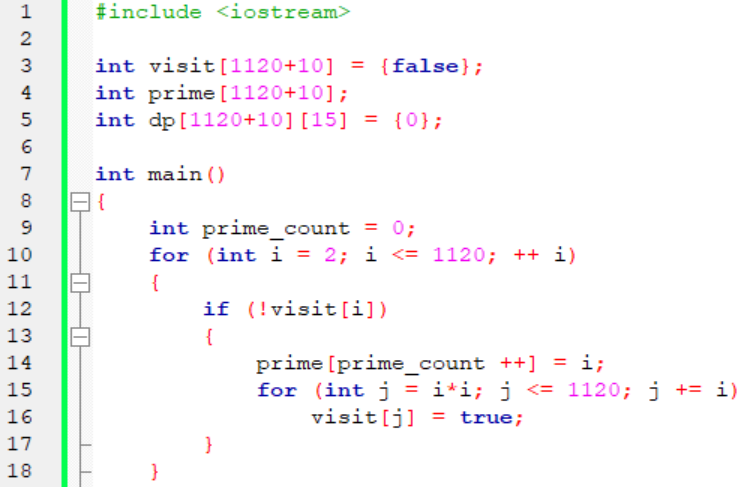 1 #include <iostream>
2
3 int visit[1120+10] = {false};
4 int prime[1120+10];
5 int dp[1120+10][15] = {0};
6
7 int main()
8 {
9 int prime_count = 0;
10 for (int i = 2; i <= 1120; ++ i)
11 {
12 if (!visit[i])
13 {
14 prime[prime_count ++] = i;
15 for (int j = i*i; j <= 1120; j += i)
16 visit[j] = true;
17 }
18 }